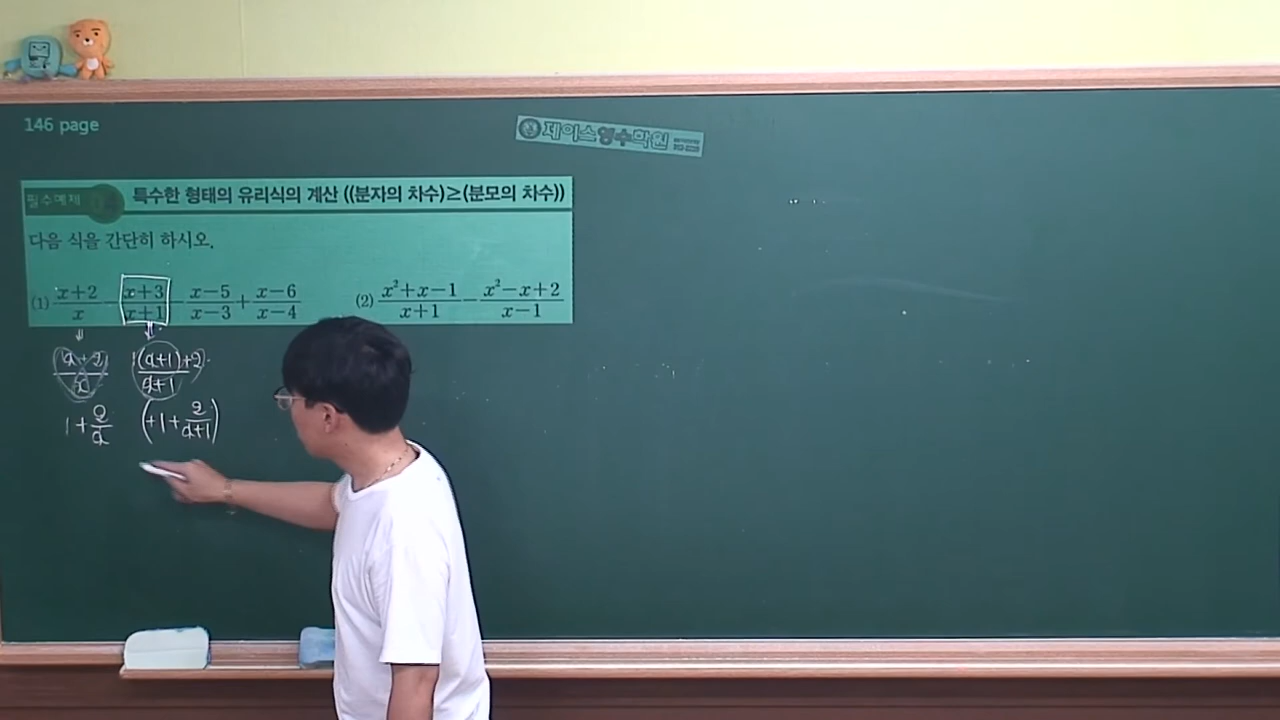 146 page
제이스영수학원
필수예제
특수한 형태의 유리식의 계산 ((분자의 차수)≥(분모의 차수))
다음 식을 간단히 하시오.
(1) x+2/x − x+3/x+1 − x−5/x−3 + x−6/x−4 (2) x²+x−1/x+1 − x²−x+2/x−1
⇓ ⇓
x+2/x 1(x+1)+2/x+1
1+2/x (+1+2/x+1)